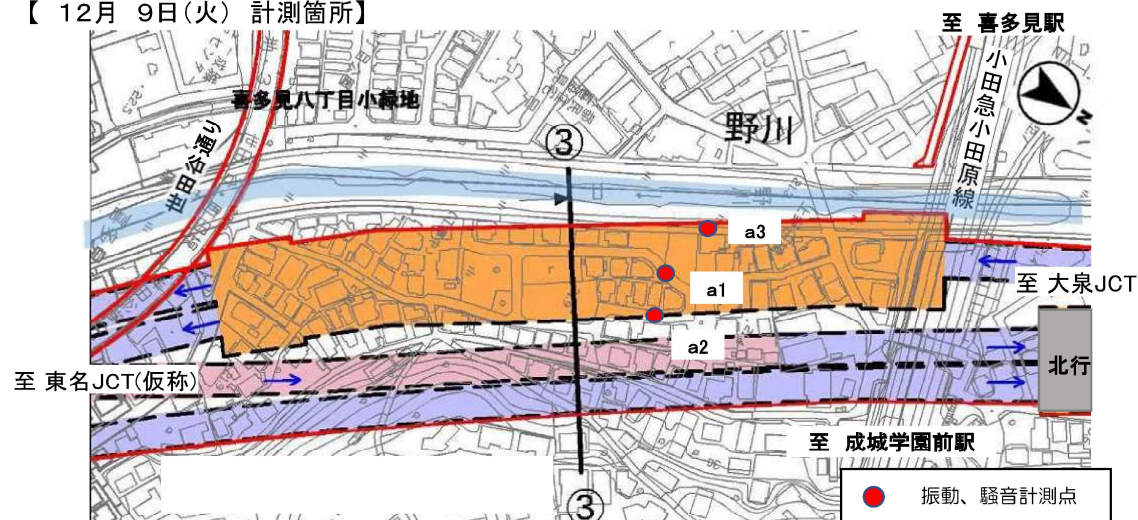 【 12月 9日(火) 計測箇所】
至 喜多見駅
小田急小田原線
N
喜多見八丁目小緑地
世田谷通り
野川
③
a3
a1
至 大泉JCT
a2
北行
至 東名JCT(仮称)
至 成城学園前駅
③
振動、騒音計測点